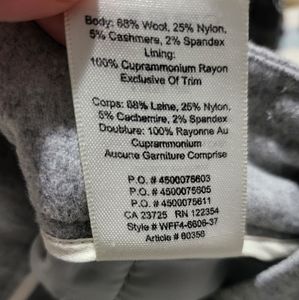 Body: 68% Wool, 25% Nylon,
5% Cashmere, 2% Spandex
Lining:
100% Cuprammonium Rayon
Exclusive Of Trim
Corps: 68% Laine, 25% Nylon,
5% Cachemire, 2% Spandex
Doublure: 100% Rayonne Au
Cuprammonium
Aucune Garniture Comprise
P.O. # 4500075603
P.O. # 4500075605
P.O. # 4500075611
CA 23725 RN 122354
Style # WFF4-6606-37
Article # 60356